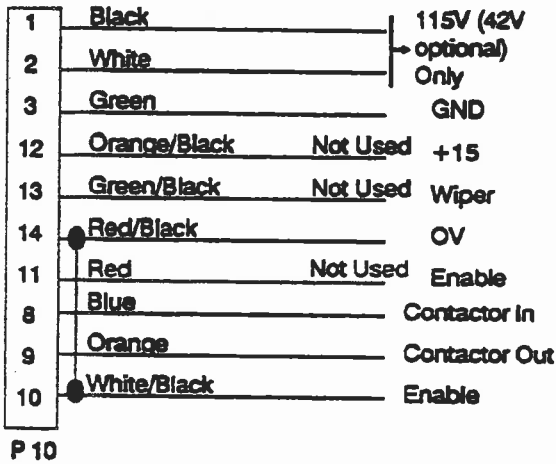 1 Black 115V (42V
optional)
2 White Only
3 Green GND
12 Orange/Black Not Used +15
13 Green/Black Not Used Wiper
14 Red/Black OV
11 Red Not Used Enable
8 Blue Contactor In
9 Orange Contactor Out
10 White/Black Enable
P 10